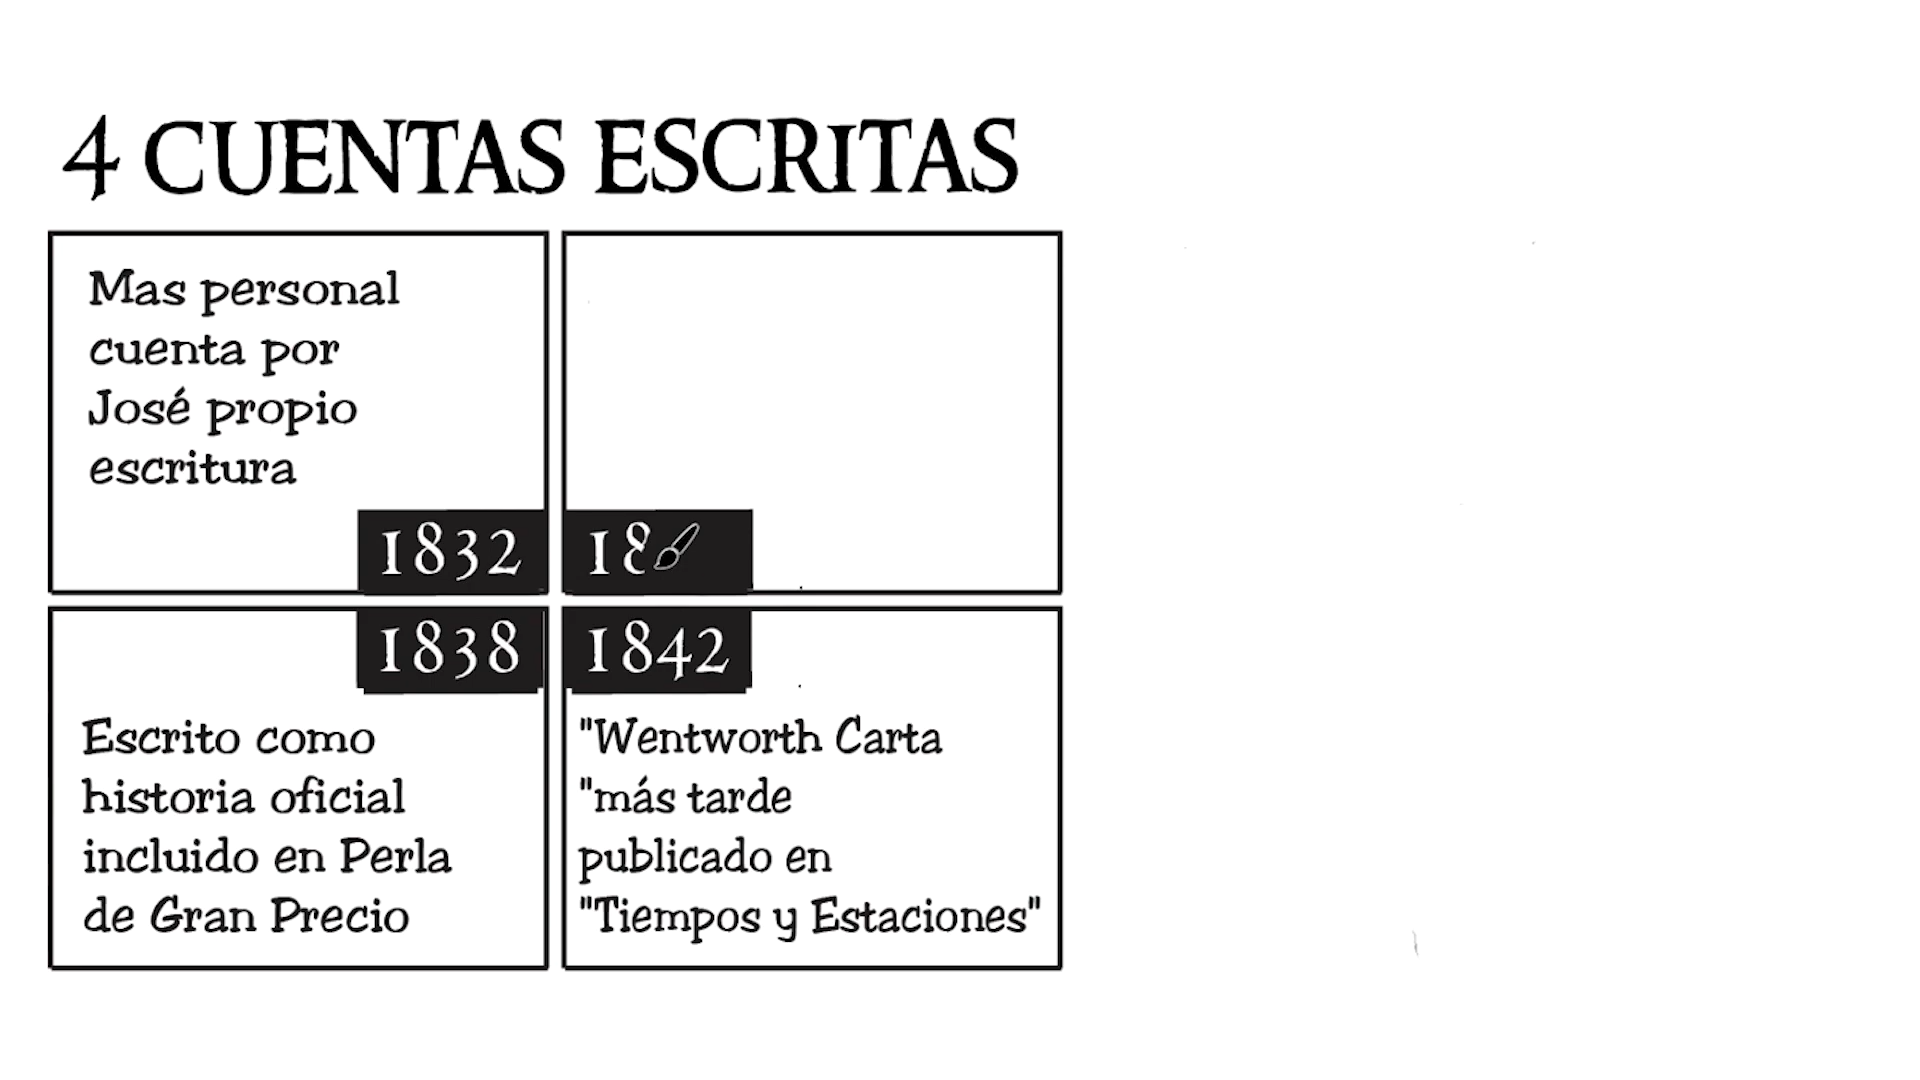 4 CUENTAS ESCRITAS
Mas personal
cuenta por
José propio
escritura
1832
18
1838
1842
Escrito como
historia oficial
incluido en Perla
de Gran Precio
"Wentworth Carta
"más tarde
publicado en
"Tiempos y Estaciones"